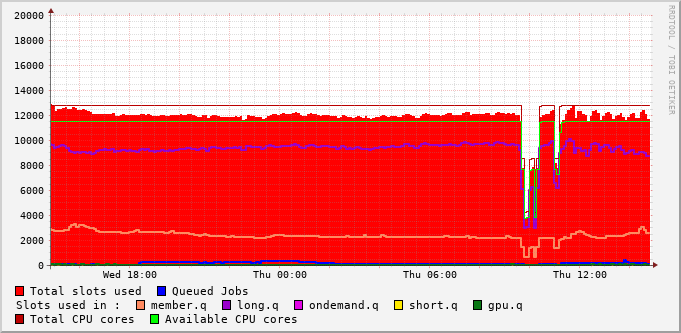 20000
18000
16000
14000
12000
10000
8000
6000
4000
2000
0
Wed 18:00 Thu 00:00 Thu 06:00 Thu 12:00
Total slots used Queued Jobs
Slots used in : member.q long.q ondemand.q short.q gpu.q
Total CPU cores Available CPU cores
RRDTOOL / TOBI OETIKER